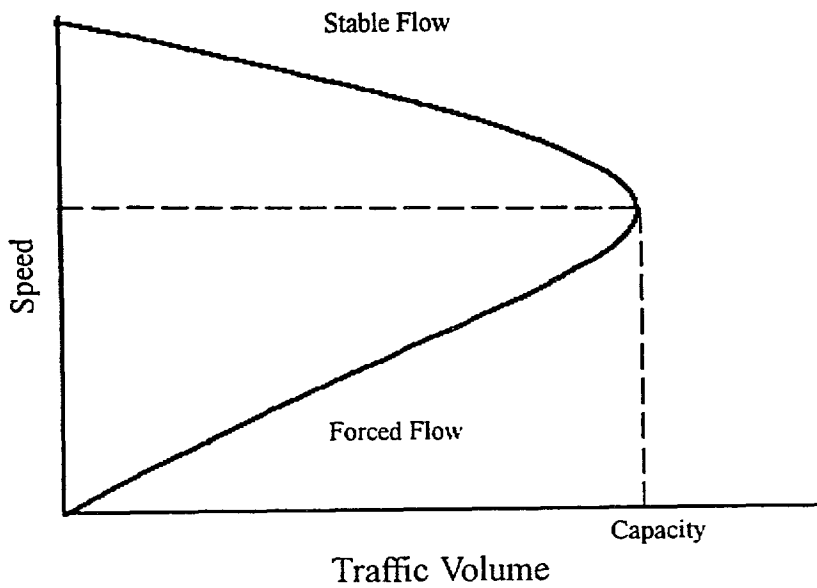 Stable Flow
Speed
Forced Flow
Capacity
Traffic Volume